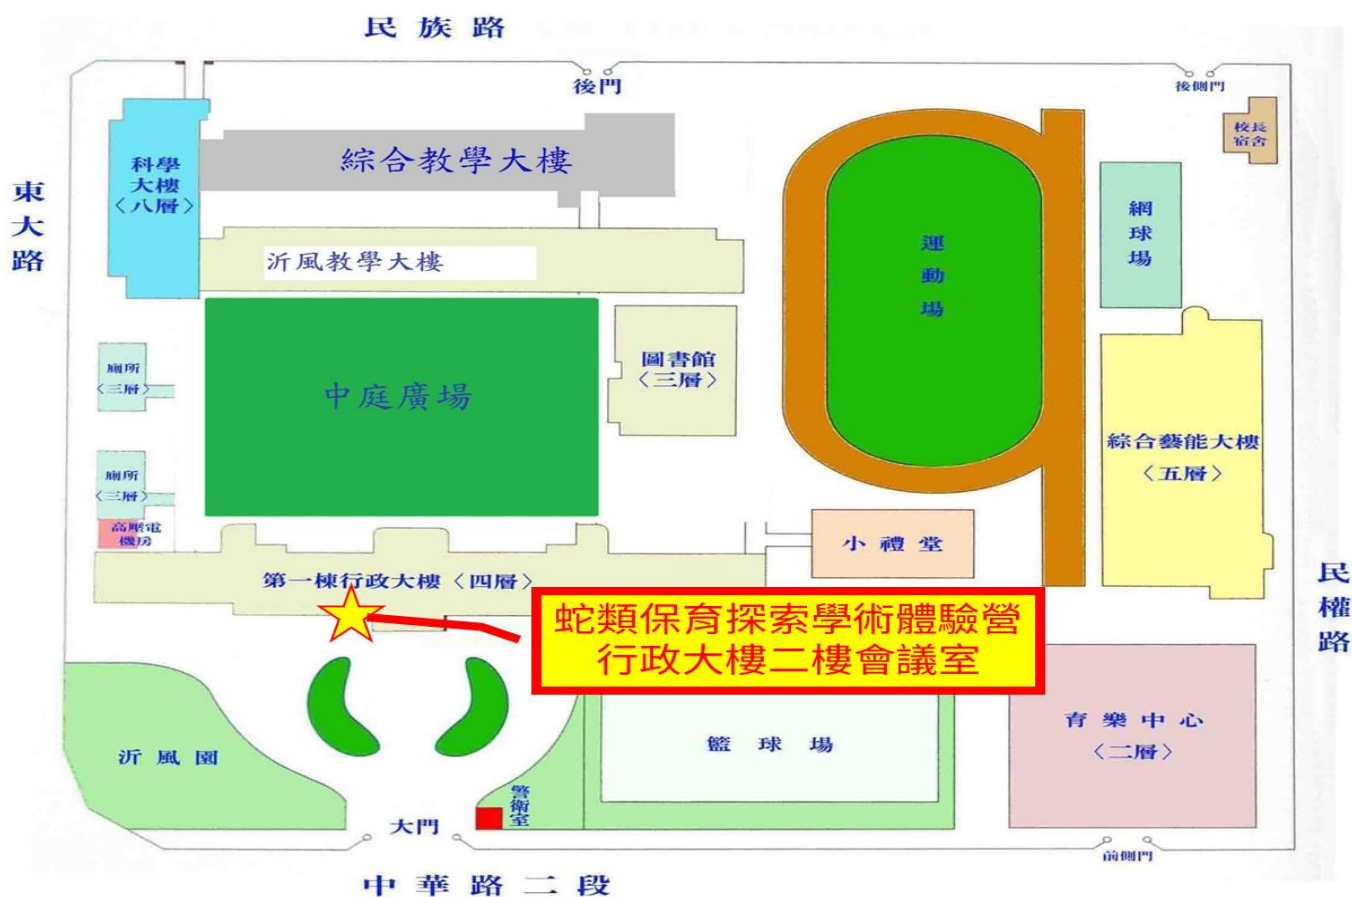 民族路
後門
後側門
校長
宿舍
科學
大樓
〈八層〉
綜合教學大樓
東大路
網球場
運動場
沂風教學大樓
廁所
〈三層〉
中庭廣場
圖書館
〈三層〉
綜合藝能大樓
〈五層〉
廁所
〈三層〉
高壓電
機房
小禮堂
第一棟行政大樓〈四層〉
民權路
蛇類保育探索學術體驗營
行政大樓二樓會議室
沂風園
籃球場
育樂中心
〈二層〉
警衛室
大門
前側門
中華路二段